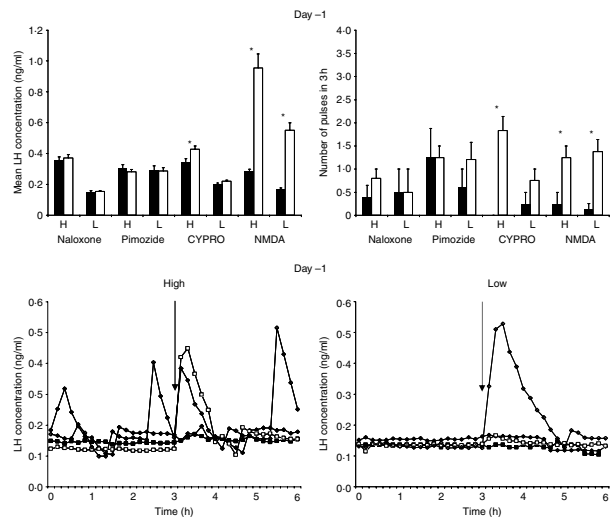 Day –1
Mean LH concentration (ng/ml)
1·2
1·0
0·8
0·6
0·4
0·2
0
*
*
*
H L H L H L H L
Naloxone Pimozide CYPRO NMDA
Number of pulses in 3h
4·0
3·5
3·0
2·5
2·0
1·5
1·0
0·5
0
*
*
*
H L H L H L H L
Naloxone Pimozide CYPRO NMDA
Day –1
High
LH concentration (ng/ml)
0·6
0·5
0·4
0·5
0·2
0·1
0·0
0 1 2 3 4 5 6
Time (h)
Low
LH concentration (ng/ml)
0·6
0·5
0·4
0·5
0·2
0·1
0·0
0 1 2 3 4 5 6
Time (h)